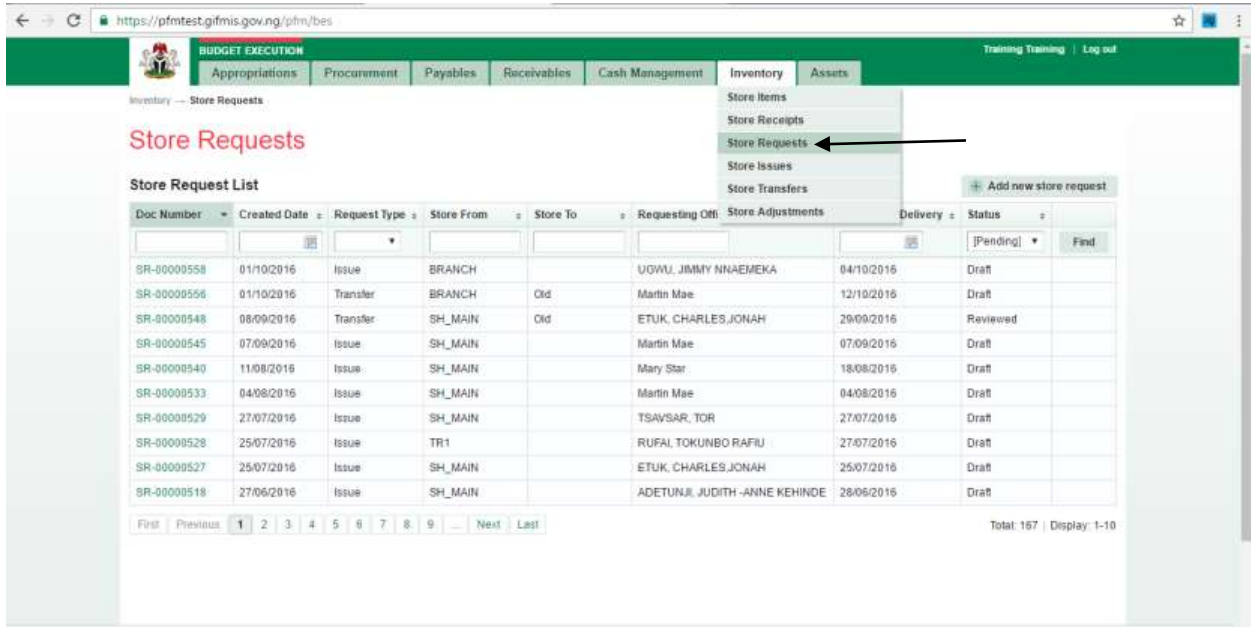 https://pfmtest.gifmis.gov.ng/pfm/bes
BUDGET EXECUTION
Training Training | Log out
Appropriations Procurement Payables Receivables Cash Management Inventory Assets
Inventory — Store Requests
Store Items
Store Receipts
Store Requests
Store Issues
Store Transfers
Store Adjustments
Store Requests
Store Request List
Add new store request
Doc Number Created Date Request Type Store From Store To Requesting Offi Delivery Status
[Pending] Find
SR-00000558 01/10/2016 Issue BRANCH UGWU, JIMMY NNAEMEKA 04/10/2016 Draft
SR-00000556 01/10/2016 Transfer BRANCH Old Martin Mae 12/10/2016 Draft
SR-00000548 08/09/2016 Transfer SH_MAIN Old ETUK, CHARLES,JONAH 29/09/2016 Reviewed
SR-00000545 07/09/2016 Issue SH_MAIN Martin Mae 07/09/2016 Draft
SR-00000540 11/08/2016 Issue SH_MAIN Mary Star 18/08/2016 Draft
SR-00000533 04/08/2016 Issue SH_MAIN Martin Mae 04/08/2016 Draft
SR-00000529 27/07/2016 Issue SH_MAIN TSAVSAR, TOR 27/07/2016 Draft
SR-00000528 25/07/2016 Issue TR1 RUFAI, TOKUNBO RAFIU 27/07/2016 Draft
SR-00000527 25/07/2016 Issue SH_MAIN ETUK, CHARLES,JONAH 25/07/2016 Draft
SR-00000518 27/06/2016 Issue SH_MAIN ADETUNJI, JUDITH -ANNE KEHINDE 28/06/2016 Draft
First Previous 1 2 3 4 5 6 7 8 9 ... Next Last
Total: 167 | Display: 1-10